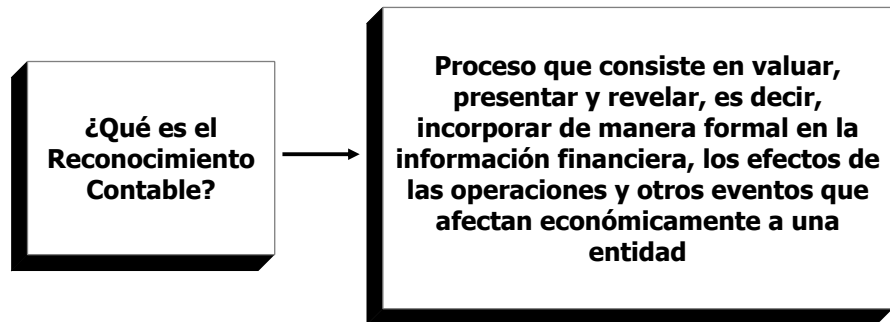 ¿Qué es el
Reconocimiento
Contable?
Proceso que consiste en valuar,
presentar y revelar, es decir,
incorporar de manera formal en la
información financiera, los efectos de
las operaciones y otros eventos que
afectan económicamente a una
entidad